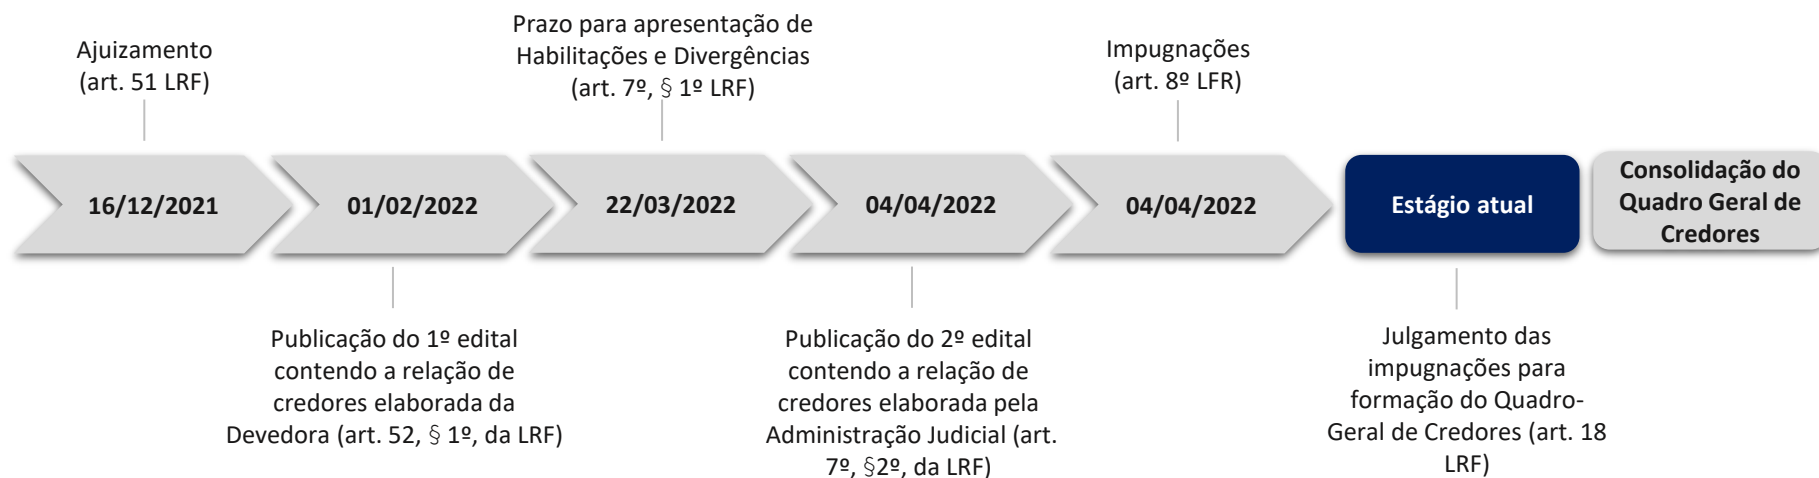 Ajuizamento
(art. 51 LRF)
Prazo para apresentação de
Habilitações e Divergências
(art. 7º, § 1º LRF)
Impugnações
(art. 8º LFR)
16/12/2021
01/02/2022
22/03/2022
04/04/2022
04/04/2022
Estágio atual
Consolidação do
Quadro Geral de
Credores
Publicação do 1º edital
contendo a relação de
credores elaborada da
Devedora (art. 52, § 1º, da LRF)
Publicação do 2º edital
contendo a relação de
credores elaborada pela
Administração Judicial (art.
7º, §2º, da LRF)
Julgamento das
impugnações para
formação do Quadro-
Geral de Credores (art. 18
LRF)